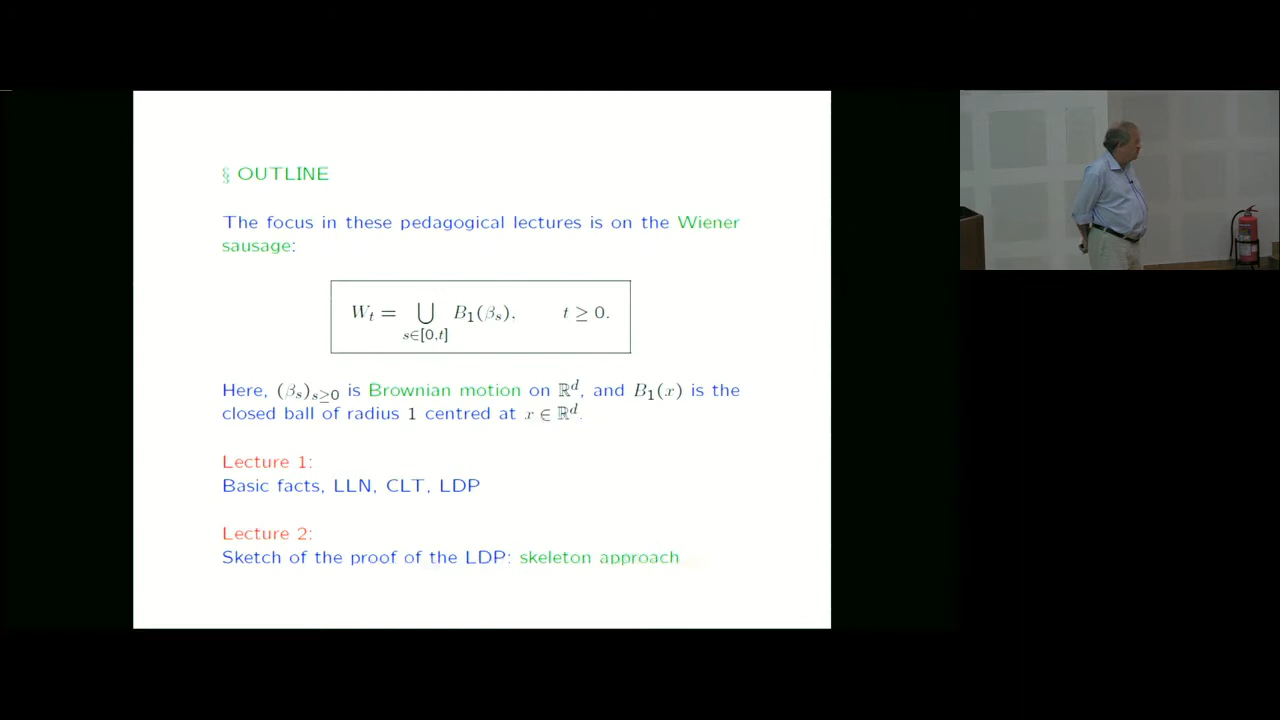 § OUTLINE
The focus in these pedagogical lectures is on the Wiener
sausage:
W_t = ⋃_{s∈[0,t]} B_1(β_s), t ≥ 0.
Here, (β_s)_{s≥0} is Brownian motion on ℝ^d, and B_1(x) is the
closed ball of radius 1 centred at x ∈ ℝ^d.
Lecture 1:
Basic facts, LLN, CLT, LDP
Lecture 2:
Sketch of the proof of the LDP: skeleton approach